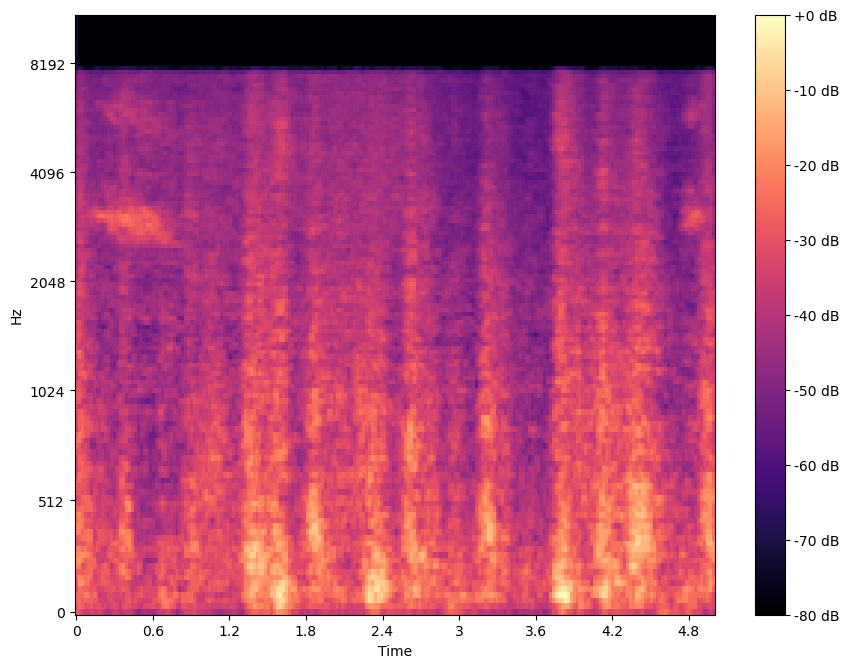 +0 dB
8192
-10 dB
-20 dB
4096
-30 dB
2048
-40 dB
Hz
1024
-50 dB
-60 dB
512
-70 dB
0
-80 dB
0 0.6 1.2 1.8 2.4 3 3.6 4.2 4.8
Time